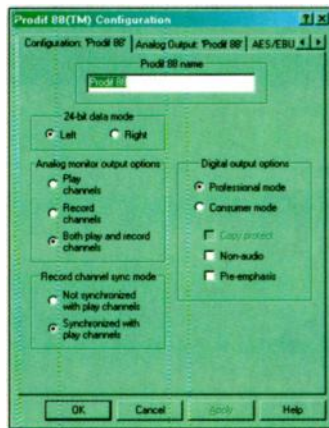 Prodif 88(TM) Configuration
Configuration: 'Prodif 88'
Analog Output: 'Prodif 88'
AES/EBU
Prodif 88 name
Prodif 88
24-bit data mode
Left
Right
Analog monitor output options
Play
channels
Record
channels
Both play and record
channels
Record channel sync mode
Not synchronized
with play channels
Synchronized with
play channels
Digital output options
Professional mode
Consumer mode
Copy protect
Non-audio
Pre-emphasis
OK
Cancel
Apply
Help